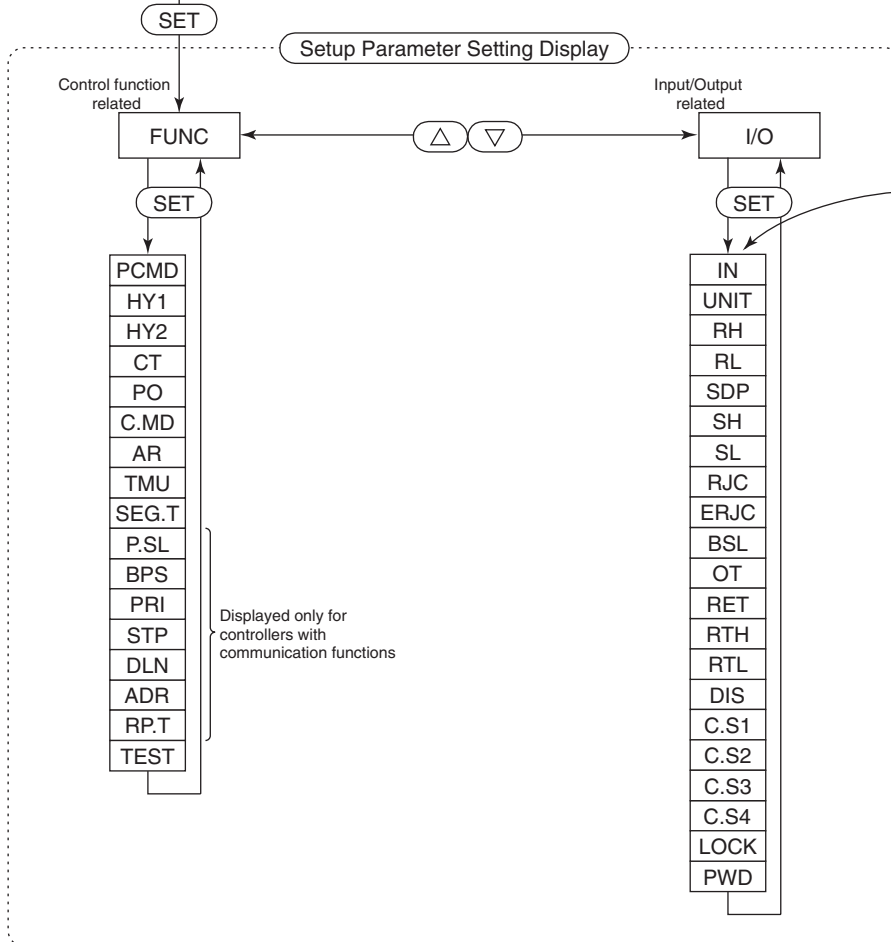 SET
Setup Parameter Setting Display
Control function
related
FUNC
SET
PCMD
HY1
HY2
CT
PO
C.MD
AR
TMU
SEG.T
P.SL
BPS
PRI
STP
DLN
ADR
RP.T
TEST
Displayed only for
controllers with
communication functions
Input/Output
related
I/O
SET
IN
UNIT
RH
RL
SDP
SH
SL
RJC
ERJC
BSL
OT
RET
RTH
RTL
DIS
C.S1
C.S2
C.S3
C.S4
LOCK
PWD